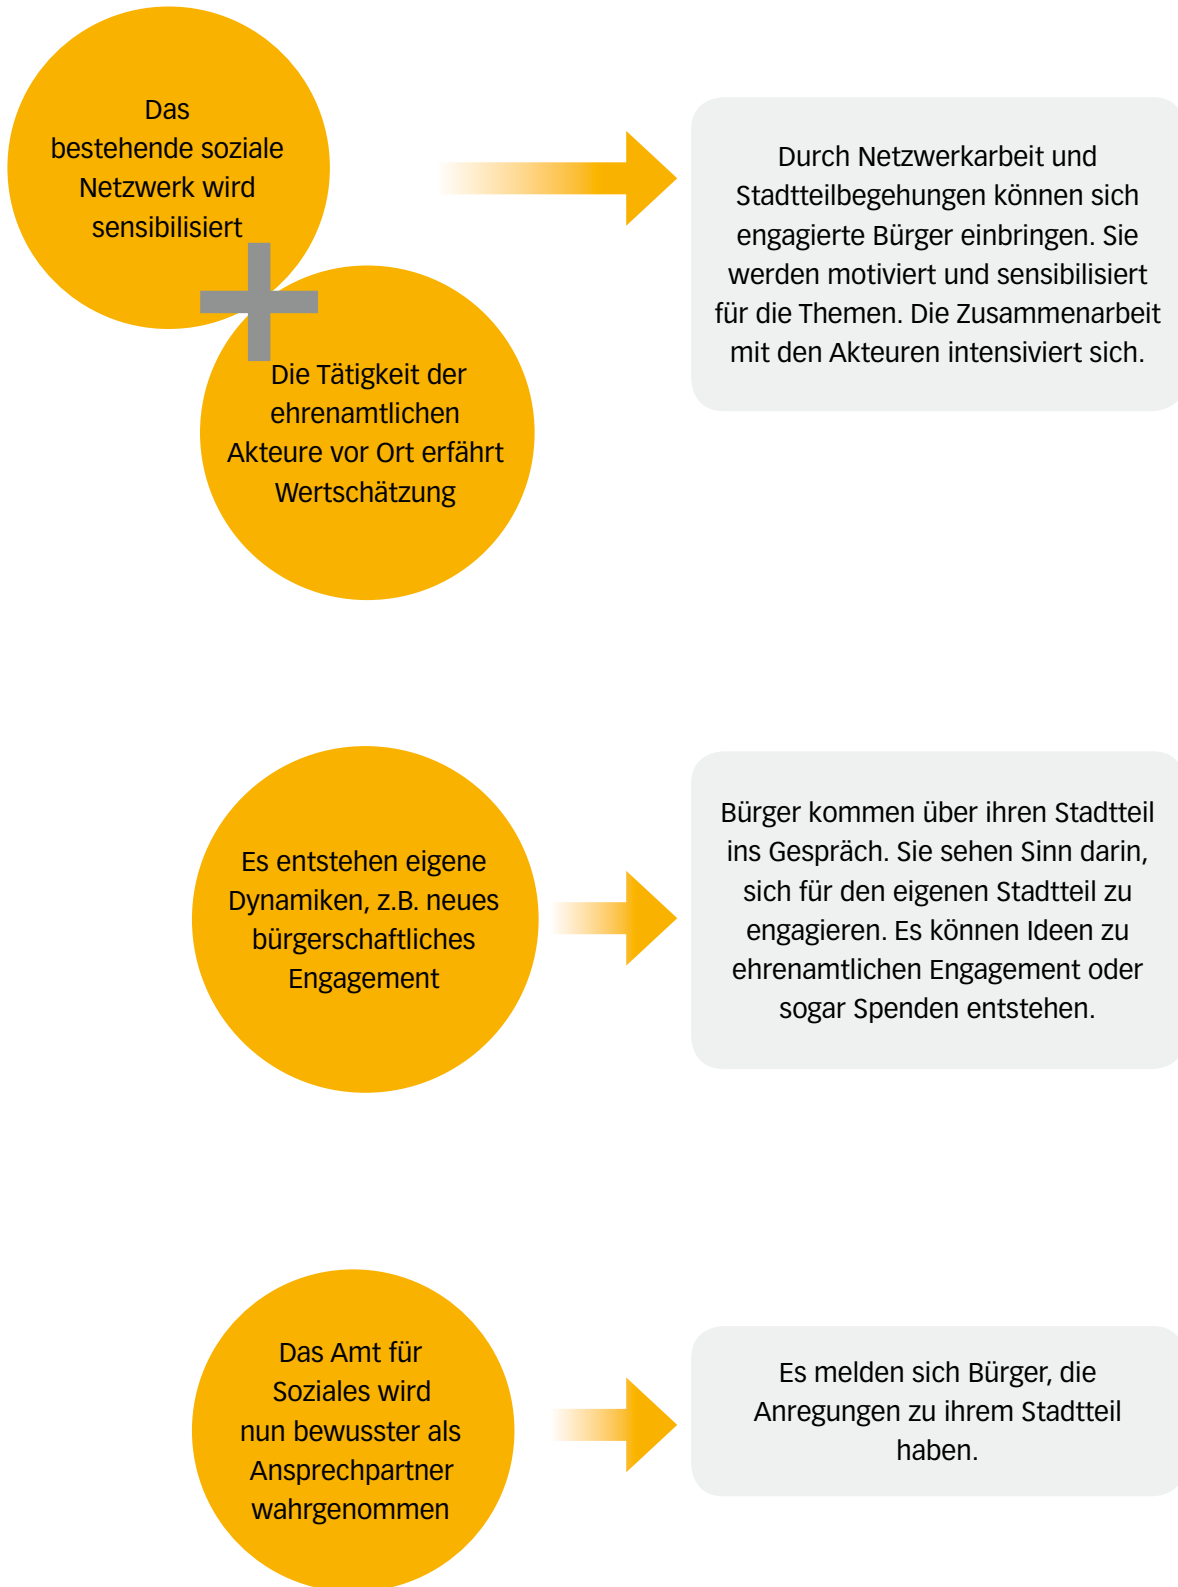 Das
bestehende soziale
Netzwerk wird
sensibilisiert
Die Tätigkeit der
ehrenamtlichen
Akteure vor Ort erfährt
Wertschätzung
Durch Netzwerkarbeit und
Stadtteilbegehungen können sich
engagierte Bürger einbringen. Sie
werden motiviert und sensibilisiert
für die Themen. Die Zusammenarbeit
mit den Akteuren intensiviert sich.
Es entstehen eigene
Dynamiken, z.B. neues
bürgerschaftliches
Engagement
Bürger kommen über ihren Stadtteil
ins Gespräch. Sie sehen Sinn darin,
sich für den eigenen Stadtteil zu
engagieren. Es können Ideen zu
ehrenamtlichen Engagement oder
sogar Spenden entstehen.
Das Amt für
Soziales wird
nun bewusster als
Ansprechpartner
wahrgenommen
Es melden sich Bürger, die
Anregungen zu ihrem Stadtteil
haben.